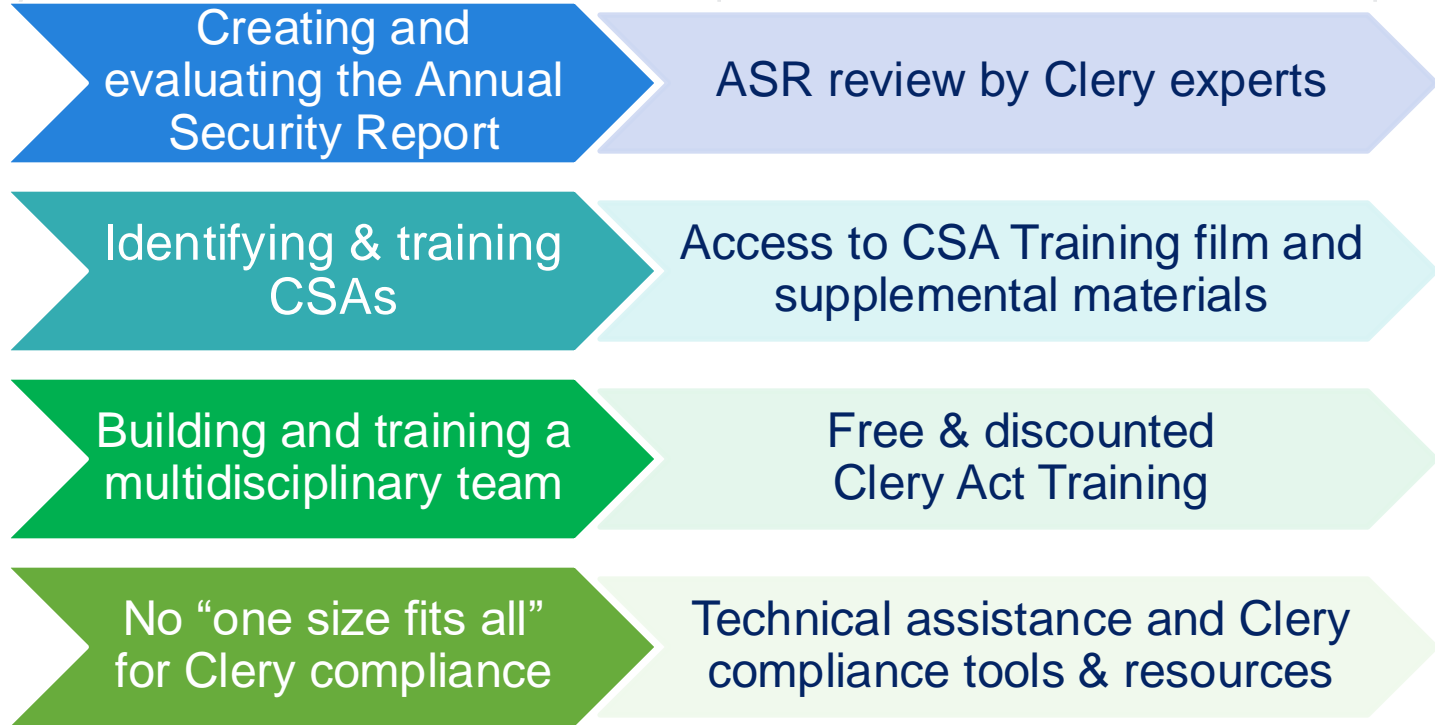 Creating and
evaluating the Annual
Security Report
ASR review by Clery experts
Identifying & training
CSAs
Access to CSA Training film and
supplemental materials
Building and training a
multidisciplinary team
Free & discounted
Clery Act Training
No “one size fits all”
for Clery compliance
Technical assistance and Clery
compliance tools & resources